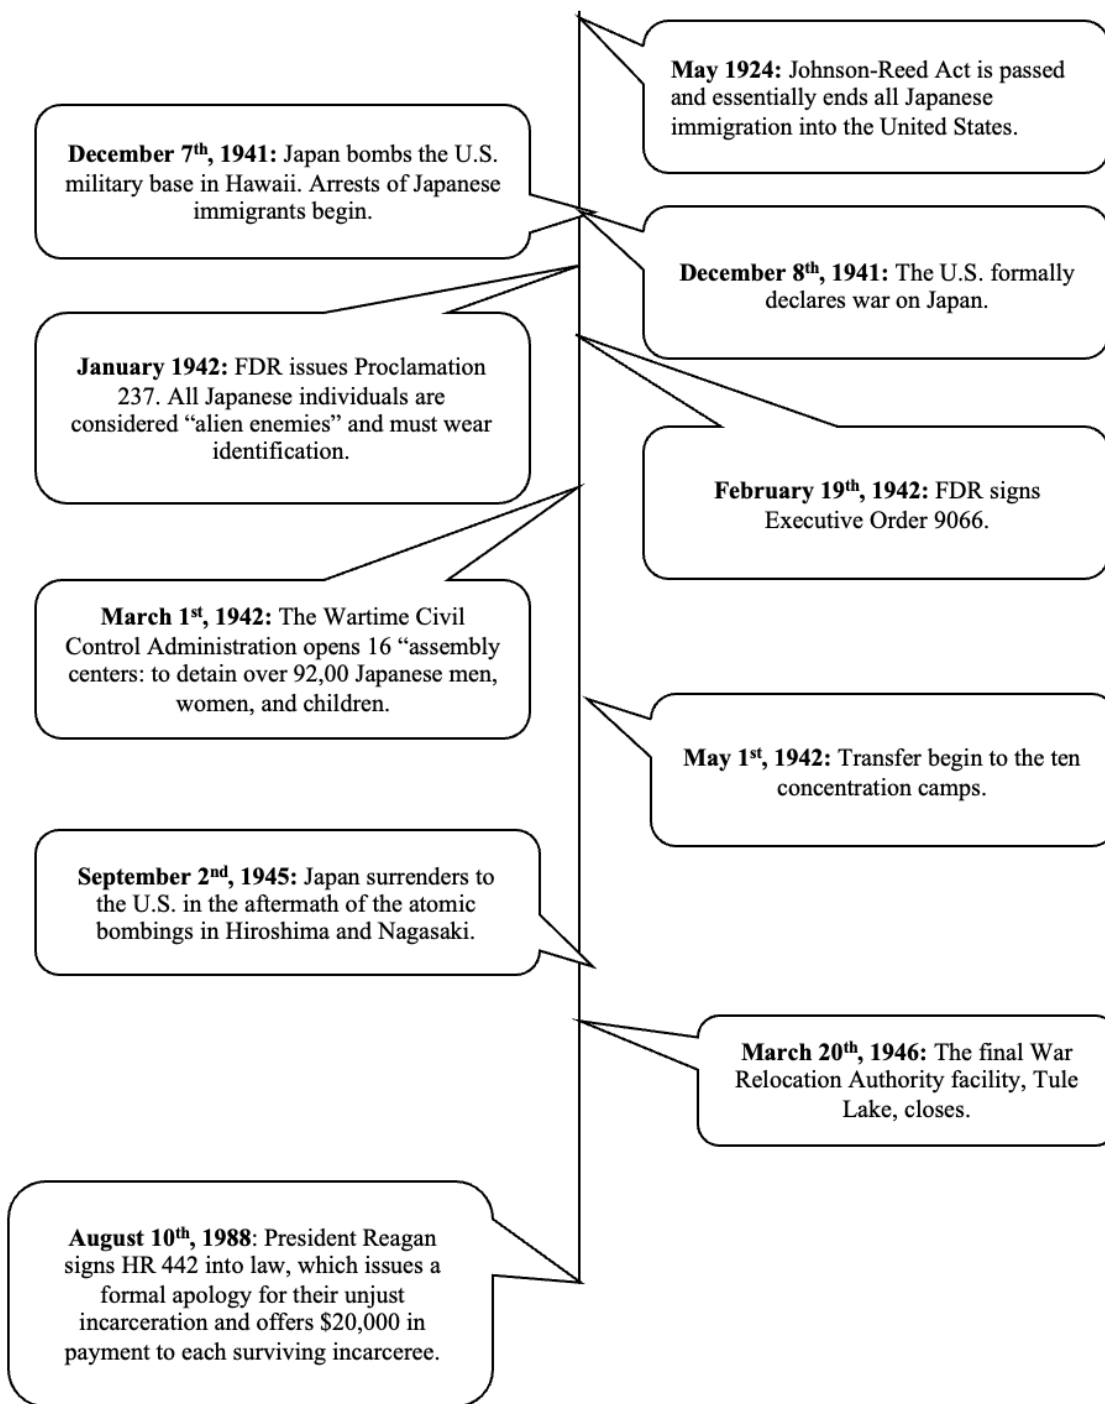 May 1924: Johnson-Reed Act is passed
and essentially ends all Japanese
immigration into the United States.
December 7th, 1941: Japan bombs the U.S.
military base in Hawaii. Arrests of Japanese
immigrants begin.
December 8th, 1941: The U.S. formally
declares war on Japan.
January 1942: FDR issues Proclamation
237. All Japanese individuals are
considered “alien enemies” and must wear
identification.
February 19th, 1942: FDR signs
Executive Order 9066.
March 1st, 1942: The Wartime Civil
Control Administration opens 16 “assembly
centers: to detain over 92,00 Japanese men,
women, and children.
May 1st, 1942: Transfer begin to the ten
concentration camps.
September 2nd, 1945: Japan surrenders to
the U.S. in the aftermath of the atomic
bombings in Hiroshima and Nagasaki.
March 20th, 1946: The final War
Relocation Authority facility, Tule
Lake, closes.
August 10th, 1988: President Reagan
signs HR 442 into law, which issues a
formal apology for their unjust
incarceration and offers $20,000 in
payment to each surviving incarceree.